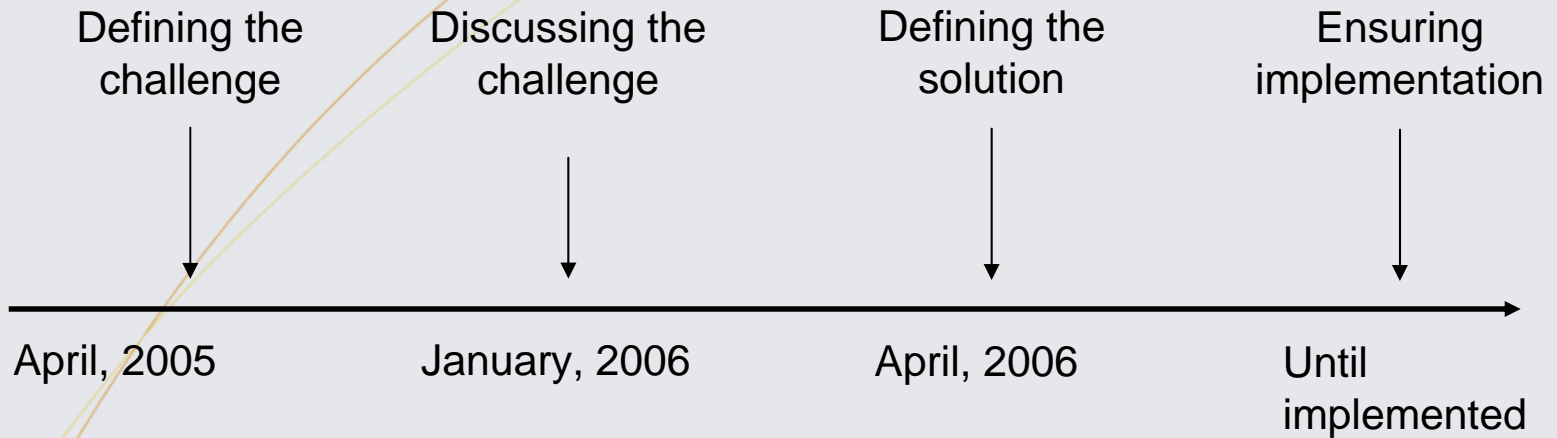 Defining the
challenge
Discussing the
challenge
Defining the
solution
Ensuring
implementation
April, 2005
January, 2006
April, 2006
Until
implemented